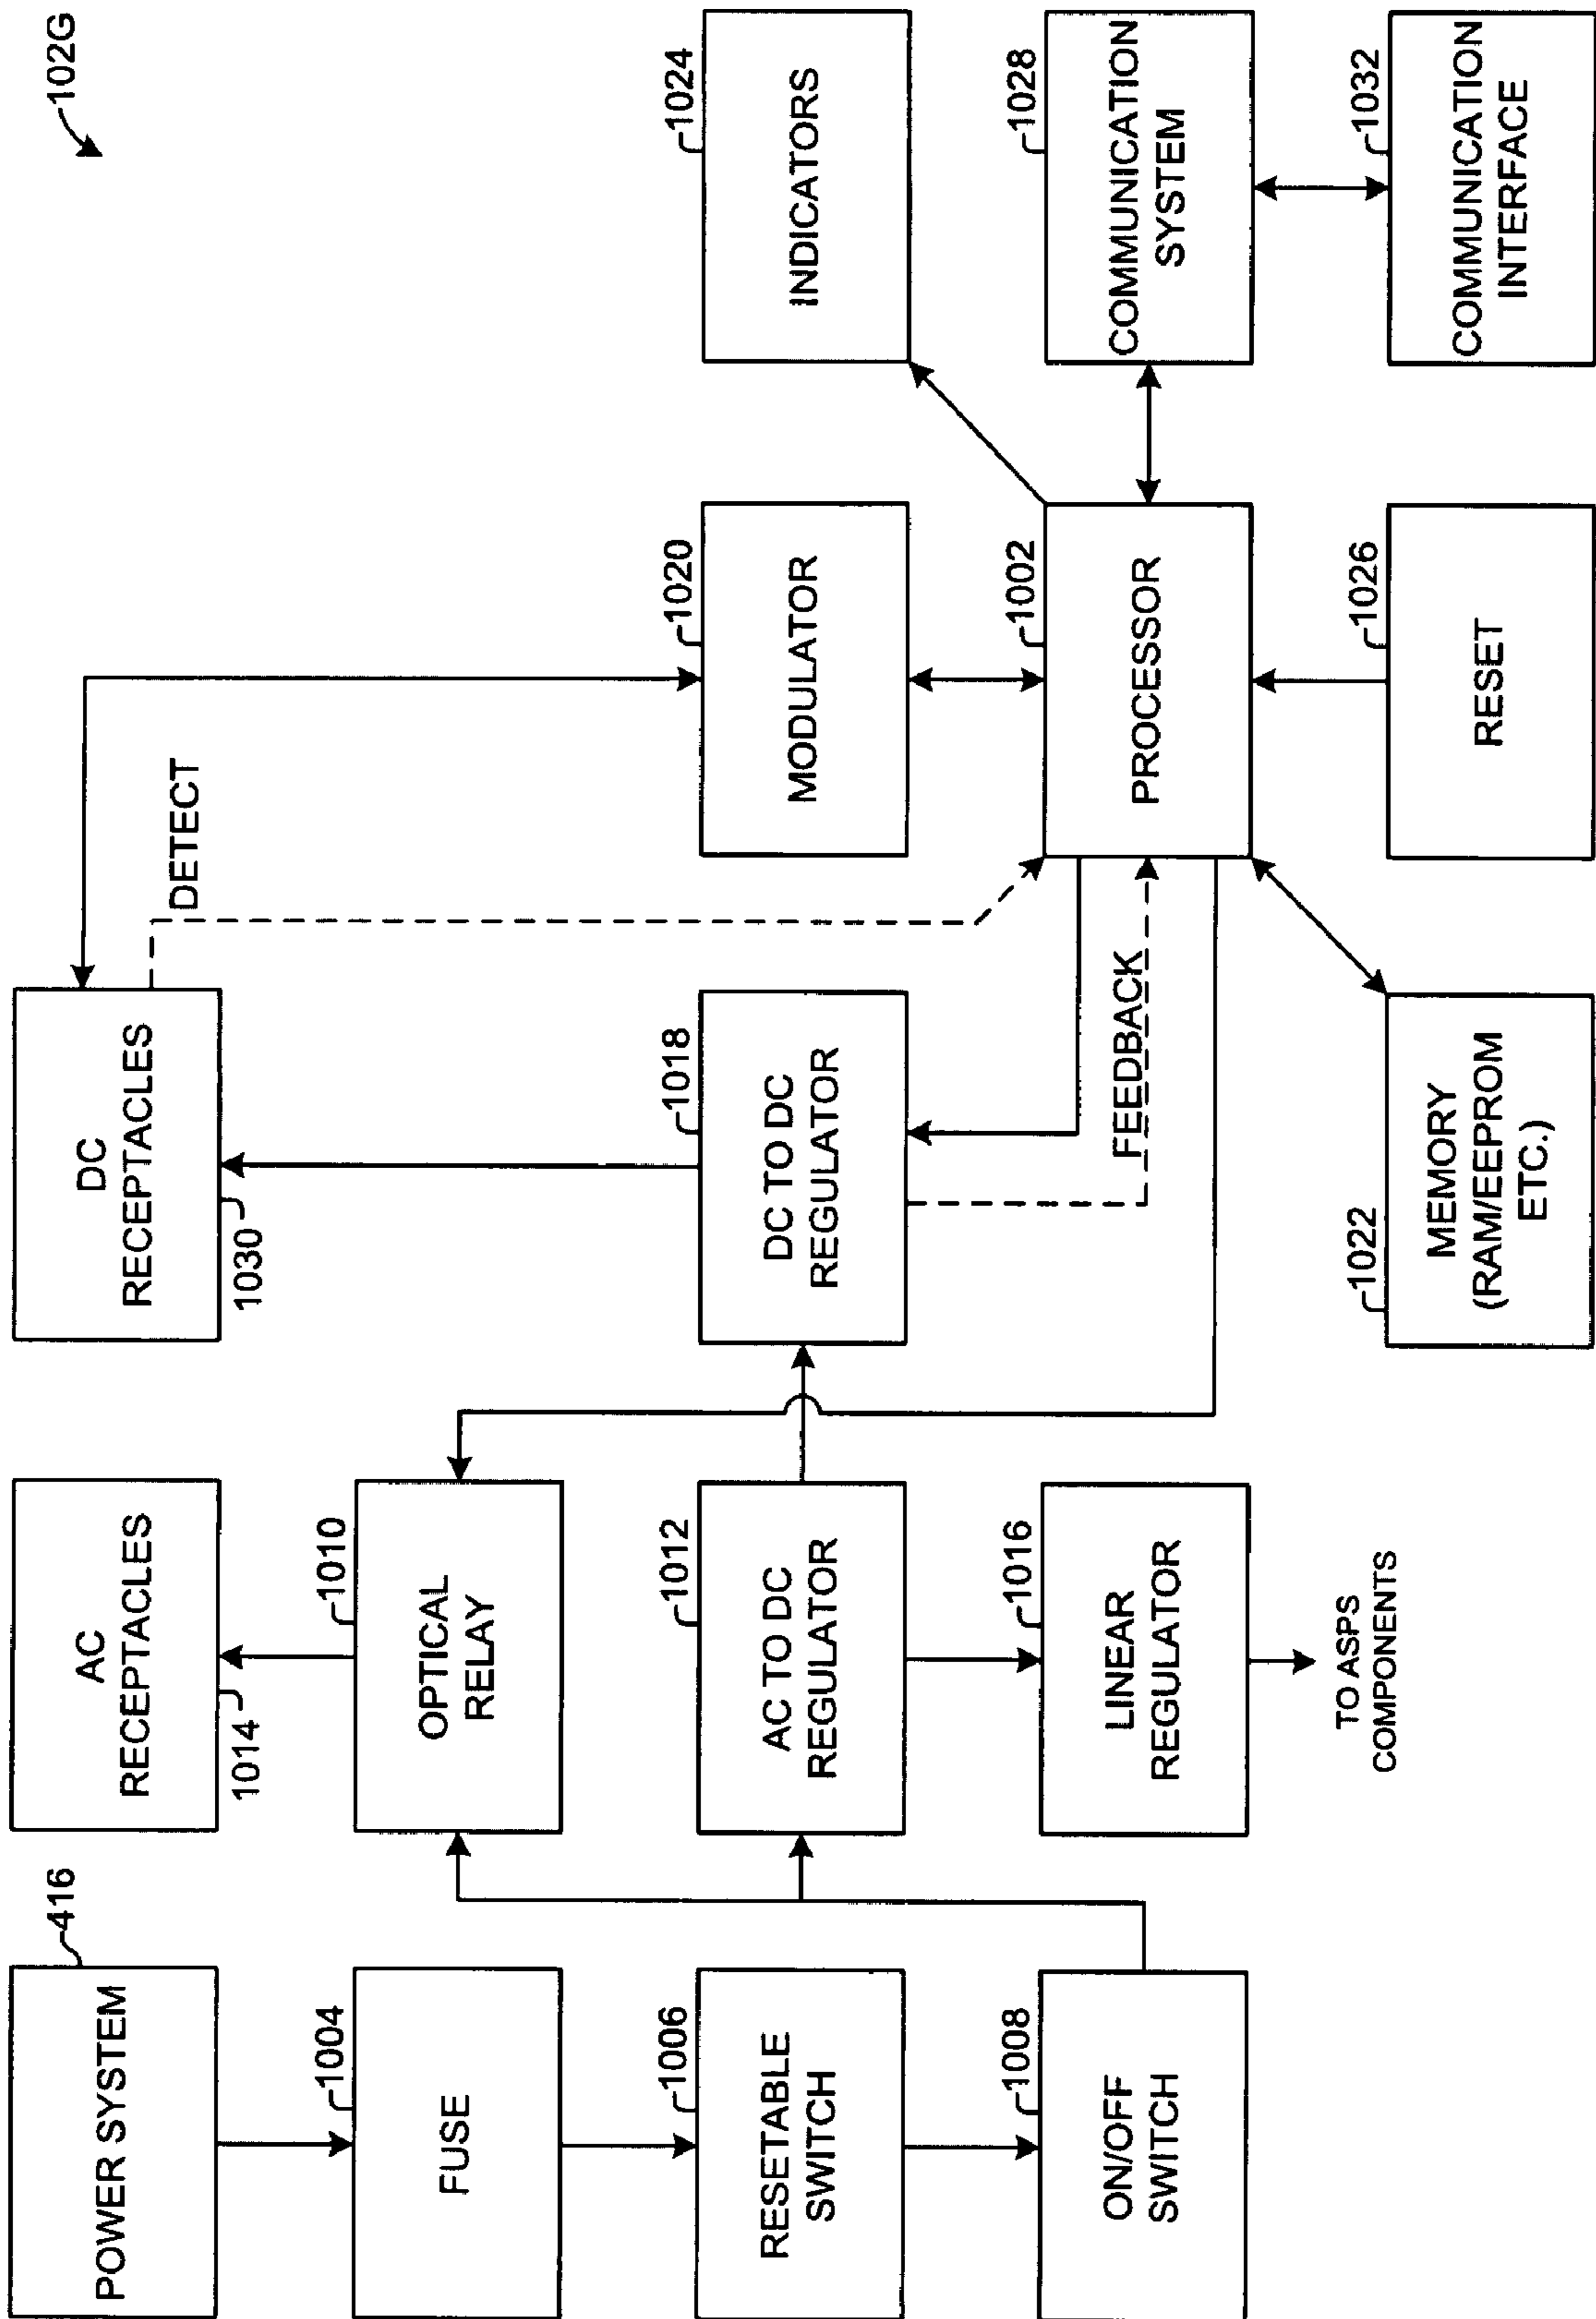 102G
POWER SYSTEM
416
1004
FUSE
1006
RESETABLE
SWITCH
1008
ON/OFF
SWITCH
AC
RECEPTACLES
1014
1010
OPTICAL
RELAY
1012
AC TO DC
REGULATOR
1016
LINEAR
REGULATOR
TO ASPS
COMPONENTS
DC
RECEPTACLES
1030
DETECT
1018
DC TO DC
REGULATOR
FEEDBACK
1022
MEMORY
(RAM/EEPROM
ETC.)
1020
MODULATOR
1002
PROCESSOR
1026
RESET
1024
INDICATORS
1028
COMMUNICATION
SYSTEM
1032
COMMUNICATION
INTERFACE